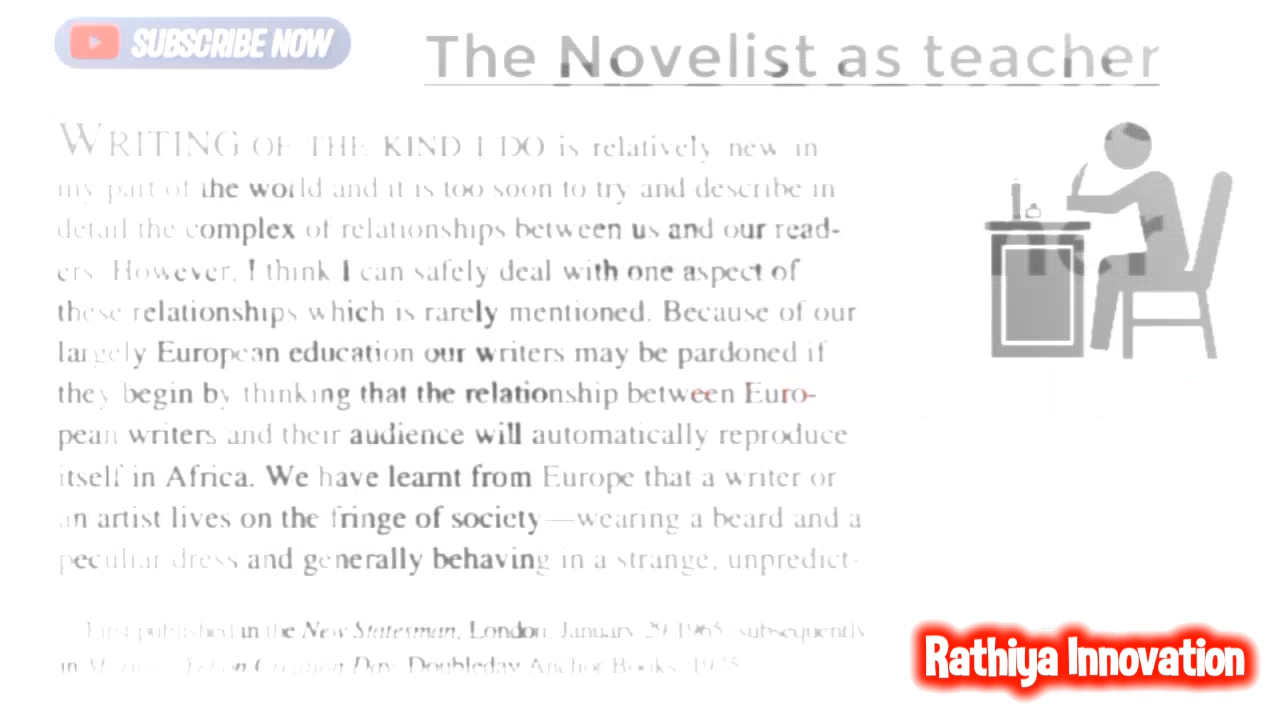 SUBSCRIBE NOW
The Novelist as teacher
WRITING OF THE KIND I DO is relatively new in
my part of the world and it is too soon to try and describe in
detail the complex of relationships between us and our read-
ers. However, I think I can safely deal with one aspect of
these relationships which is rarely mentioned. Because of our
largely European education our writers may be pardoned if
they begin by thinking that the relationship between Euro-
pean writers and their audience will automatically reproduce
itself in Africa. We have learnt from Europe that a writer or
an artist lives on the fringe of society—wearing a beard and a
peculiar dress and generally behaving in a strange, unpredict-
First published in the New Statesman, London, January 29, 1965; subsequently
in Creation Day, Doubleday Anchor Books, 1975
Rathiya Innovation